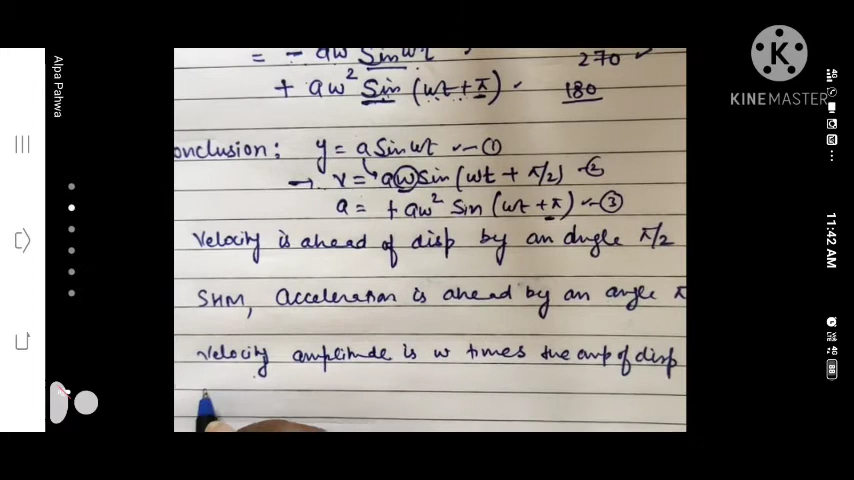 = - aω Sin ωt
270 ✓
+ aω² Sin (ωt + π) ✓
180
onclusion: y = a Sin ωt ~ ①
→ v = aω Sin (ωt + π/2) - ②
a = + aω² Sin (ωt + π) ~ ③
Velocity is ahead of disp by an angle π/2
SHM, Acceleration is ahead by an angle π
Velocity amplitude is w times the amp of disp
Alpa Pahwa
K
KINEMASTER
11:42 AM
4G